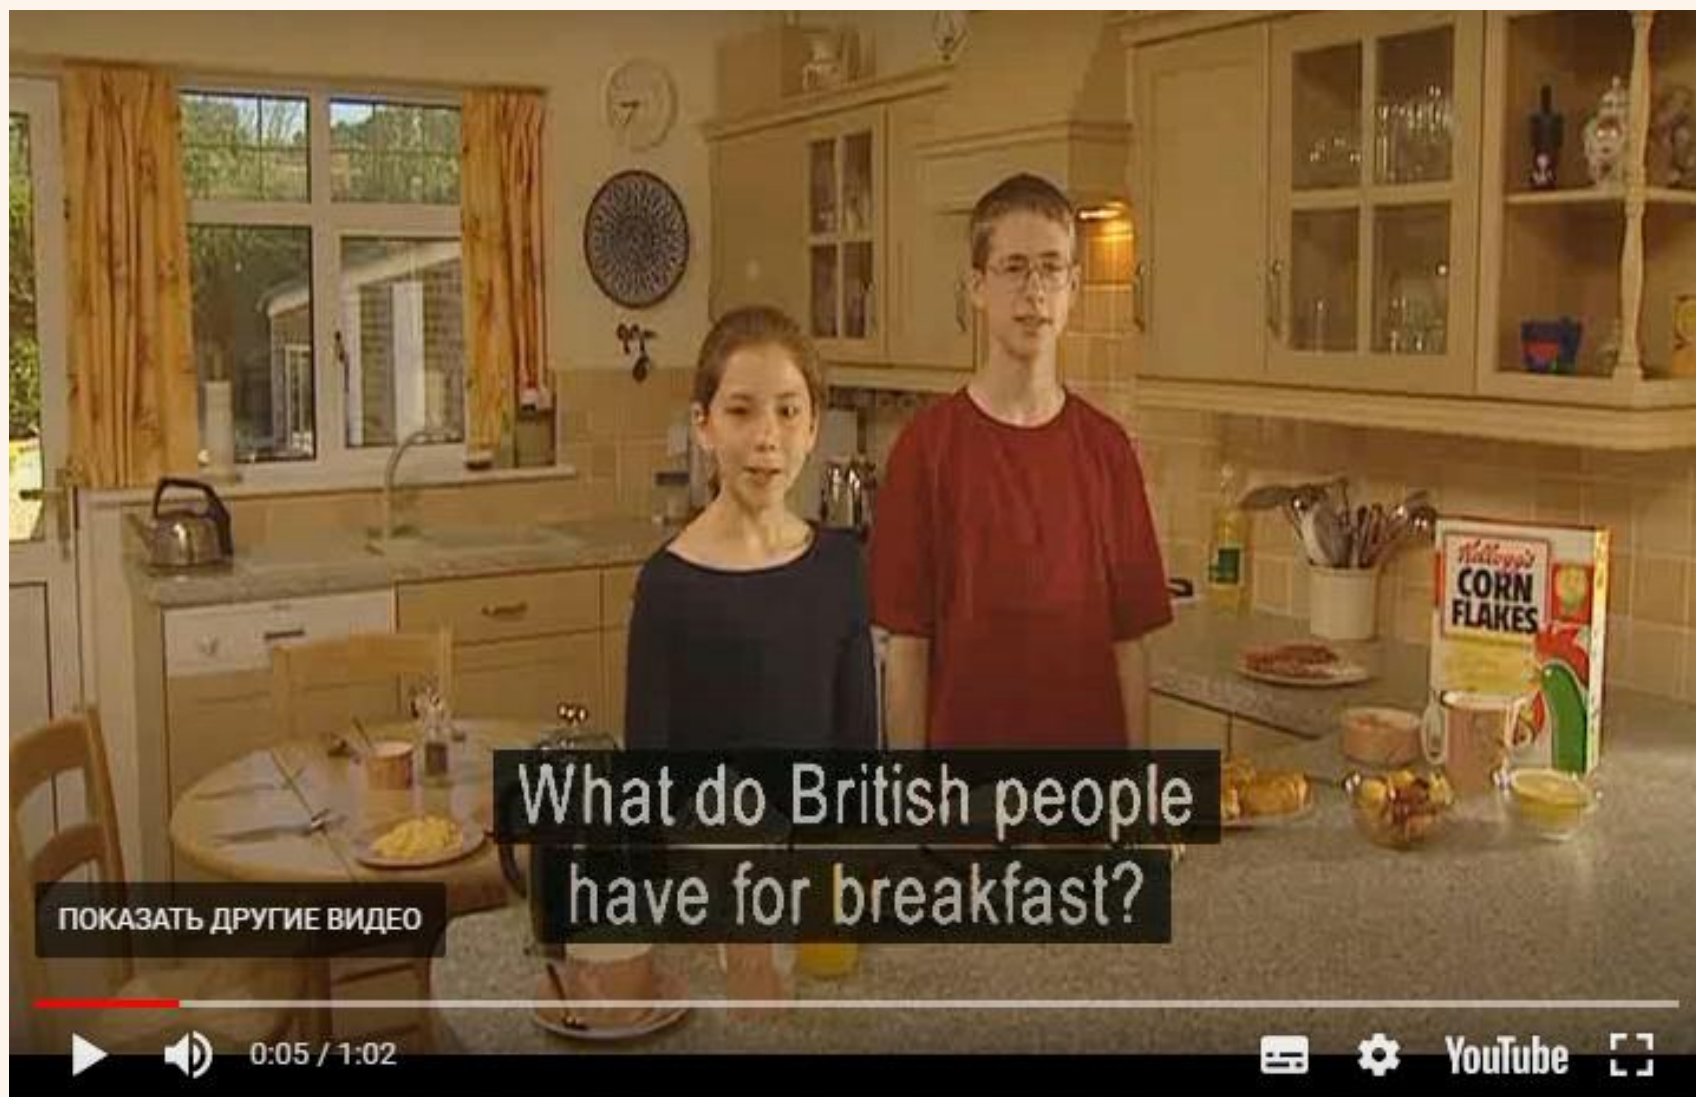 Kellogg's
CORN
FLAKES
What do British people
have for breakfast?
ПОКАЗАТЬ ДРУГИЕ ВИДЕО
0:05 / 1:02
YouTube